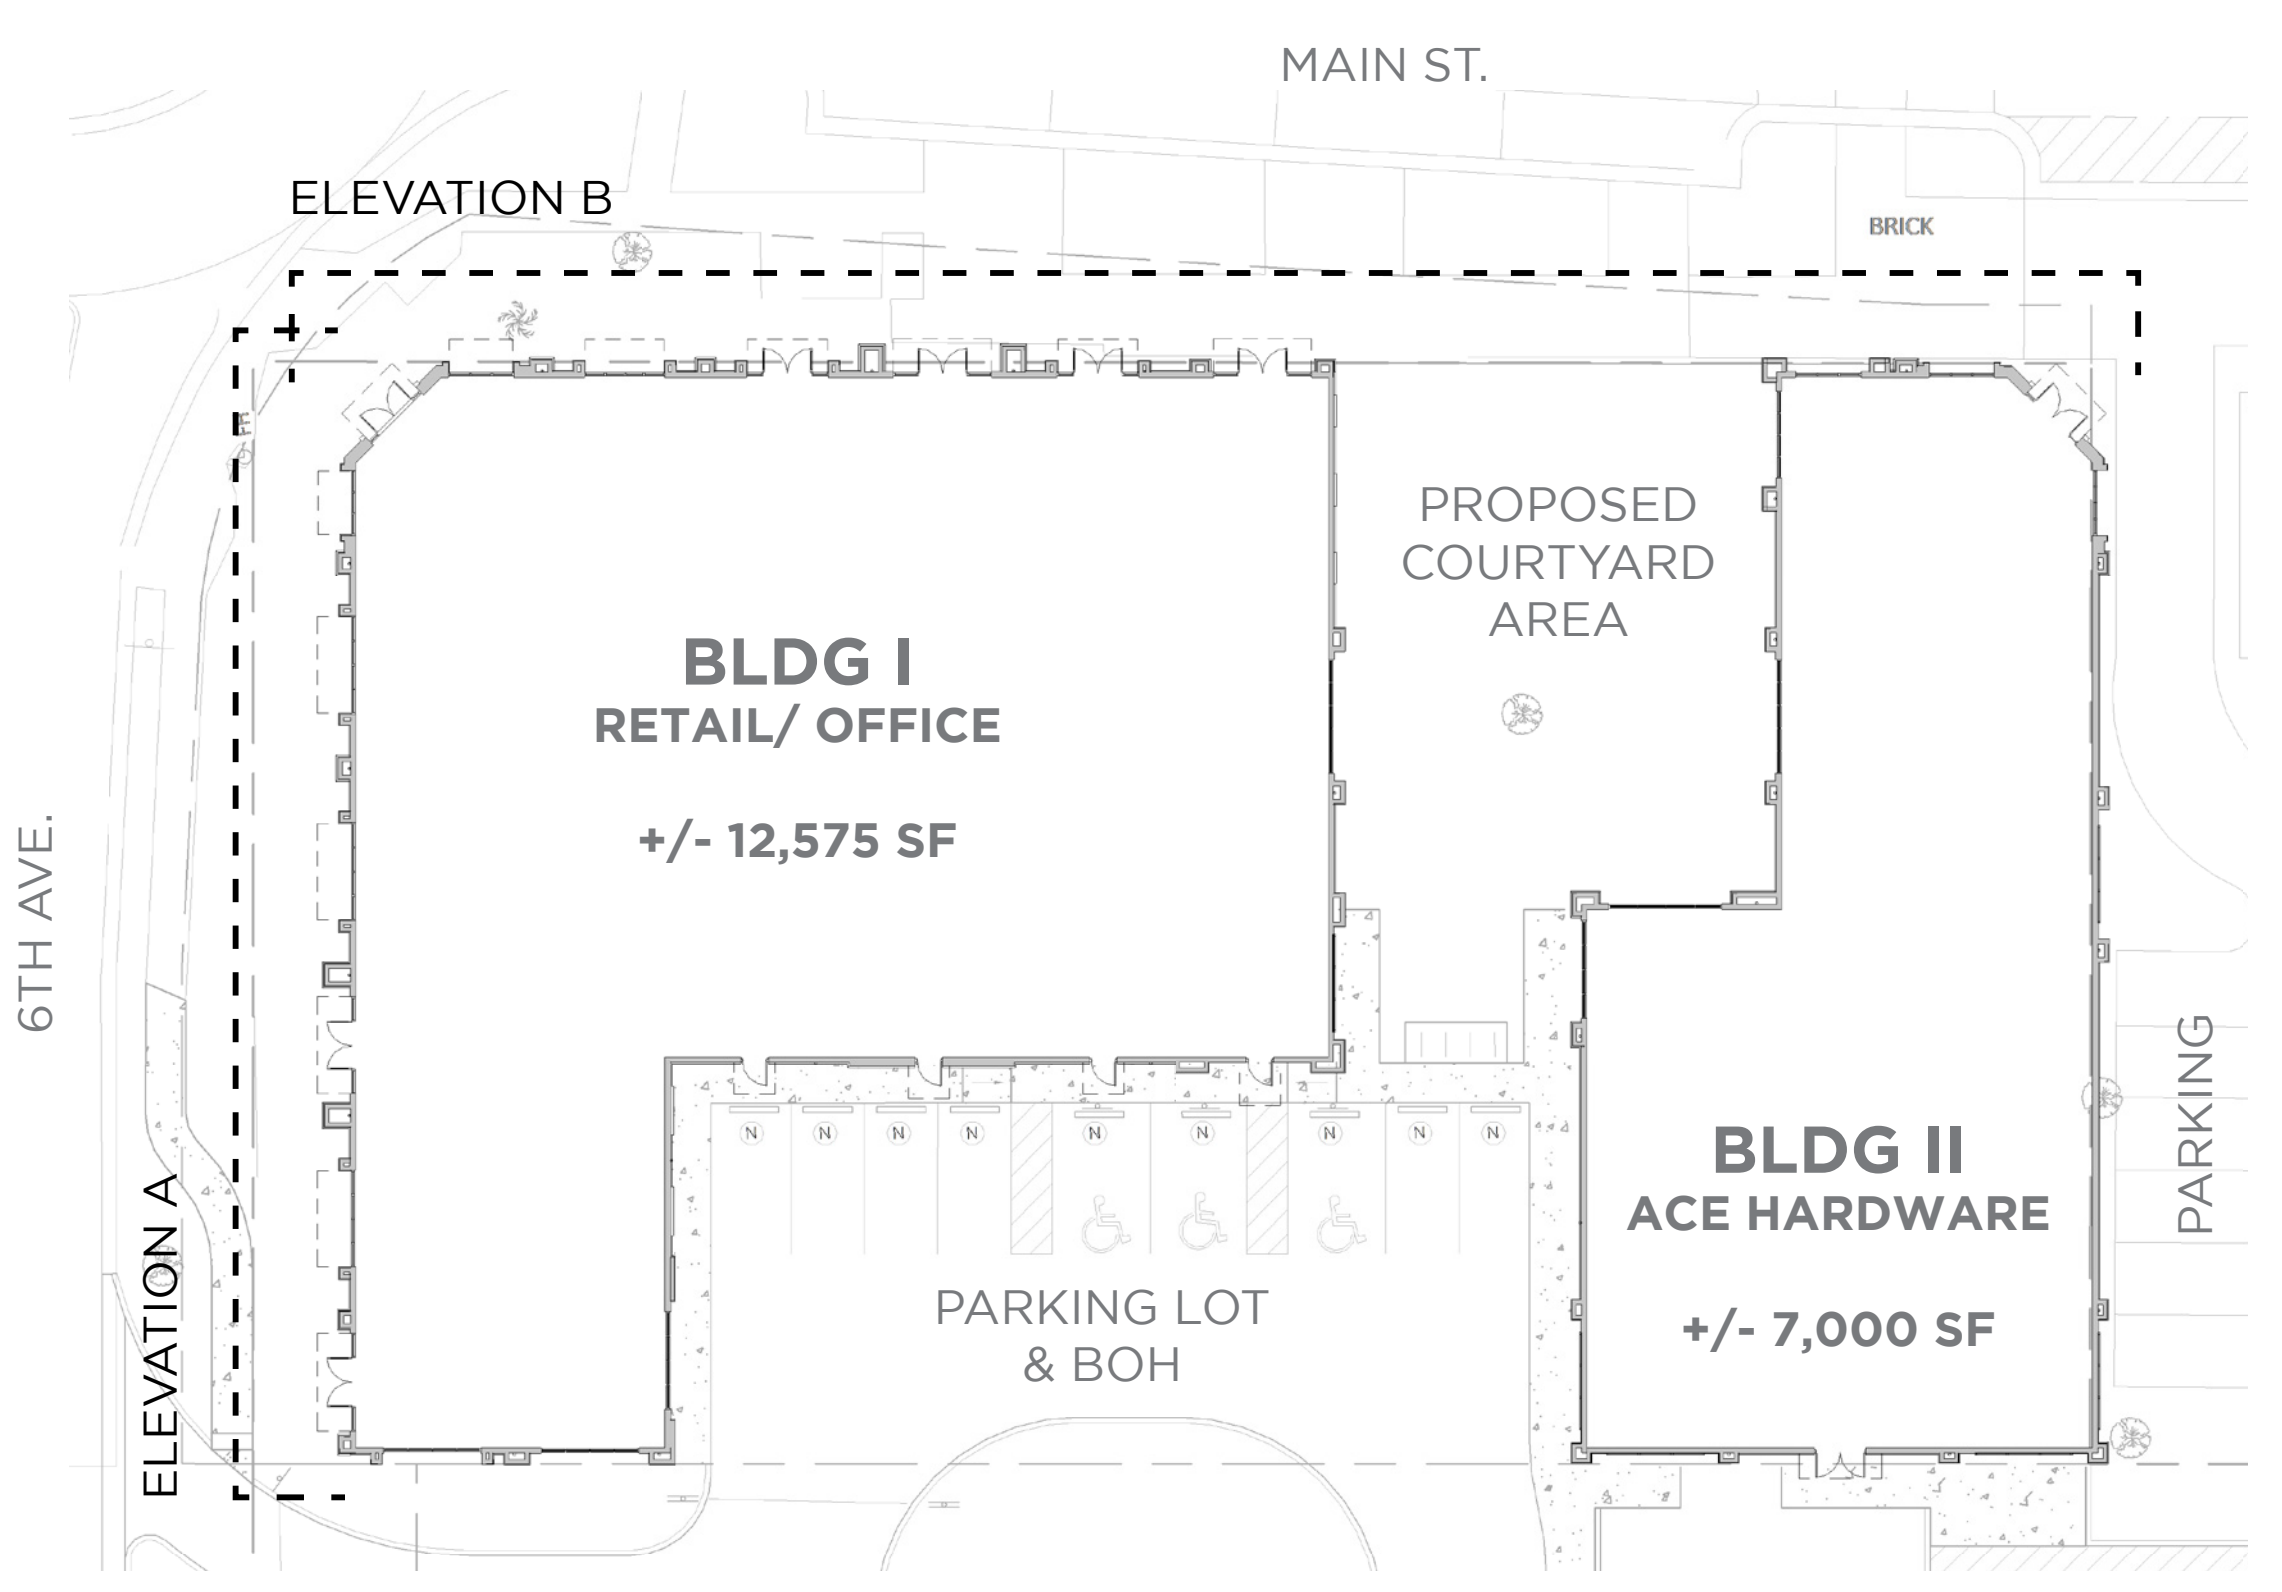 MAIN ST.
ELEVATION B
BRICK
PROPOSED
COURTYARD
AREA
BLDG I
RETAIL/ OFFICE
+/- 12,575 SF
6TH AVE.
ELEVATION A
N N N N N N N N N
PARKING LOT
& BOH
BLDG II
ACE HARDWARE
+/- 7,000 SF
PARKING